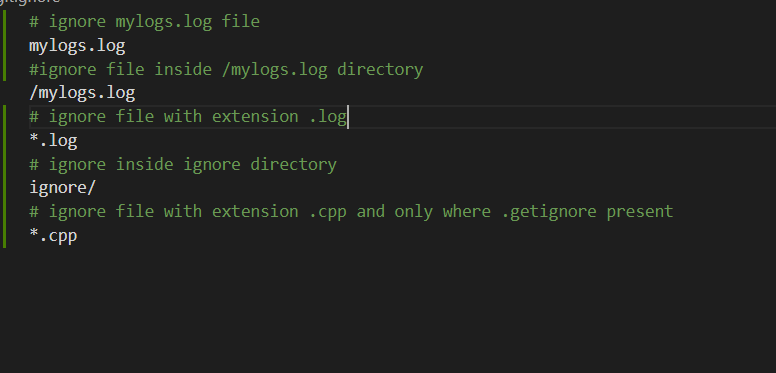 gitignore
# ignore mylogs.log file
mylogs.log
#ignore file inside /mylogs.log directory
/mylogs.log
# ignore file with extension .log
*.log
# ignore inside ignore directory
ignore/
# ignore file with extension .cpp and only where .getignore present
*.cpp